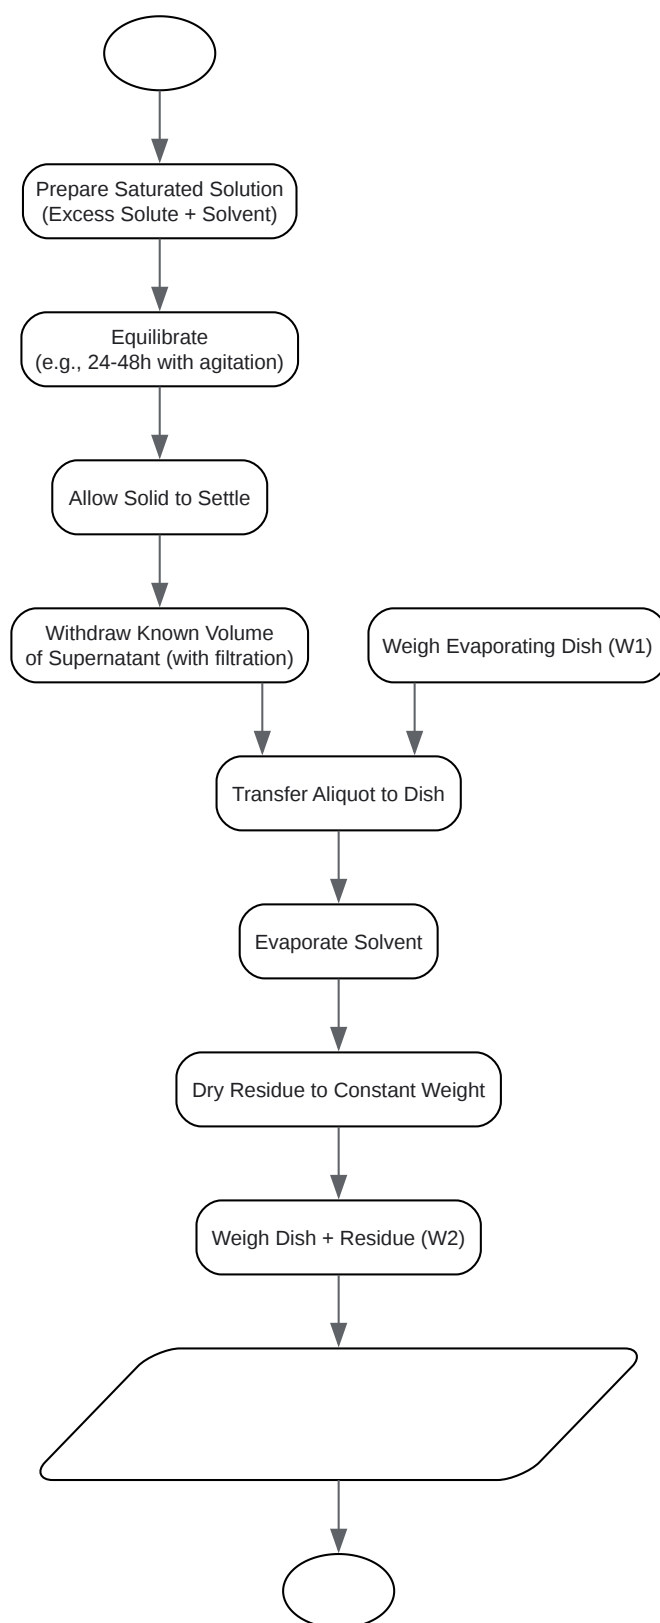 Prepare Saturated Solution
(Excess Solute + Solvent)
Equilibrate
(e.g., 24-48h with agitation)
Allow Solid to Settle
Withdraw Known Volume
of Supernatant (with filtration)
Weigh Evaporating Dish (W1)
Transfer Aliquot to Dish
Evaporate Solvent
Dry Residue to Constant Weight
Weigh Dish + Residue (W2)